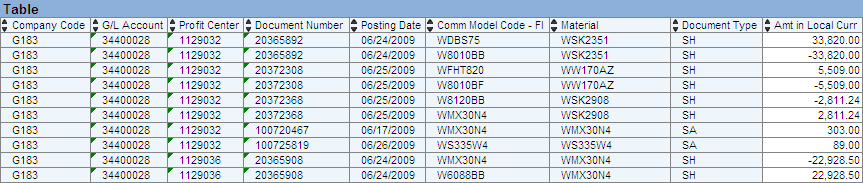 Table
Company Code G/L Account Profit Center Document Number Posting Date Comm Model Code - FI Material Document Type Amt in Local Curr
G183 34400028 1129032 20365892 06/24/2009 WDBS75 WSK2351 SH 33,820.00
G183 34400028 1129032 20365892 06/24/2009 W8010BB WSK2351 SH -33,820.00
G183 34400028 1129032 20372308 06/25/2009 WFHT820 WW170AZ SH 5,509.00
G183 34400028 1129032 20372308 06/25/2009 W8010BF WW170AZ SH -5,509.00
G183 34400028 1129032 20372368 06/25/2009 W8120BB WSK2908 SH -2,811.24
G183 34400028 1129032 20372368 06/25/2009 WMX30N4 WSK2908 SH 2,811.24
G183 34400028 1129032 100720467 06/17/2009 WMX30N4 WMX30N4 SA 303.00
G183 34400028 1129032 100725819 06/26/2009 WS335W4 WS335W4 SA 89.00
G183 34400028 1129036 20365908 06/24/2009 WMX30N4 WMX30N4 SH -22,928.50
G183 34400028 1129036 20365908 06/24/2009 W6088BB WMX30N4 SH 22,928.50